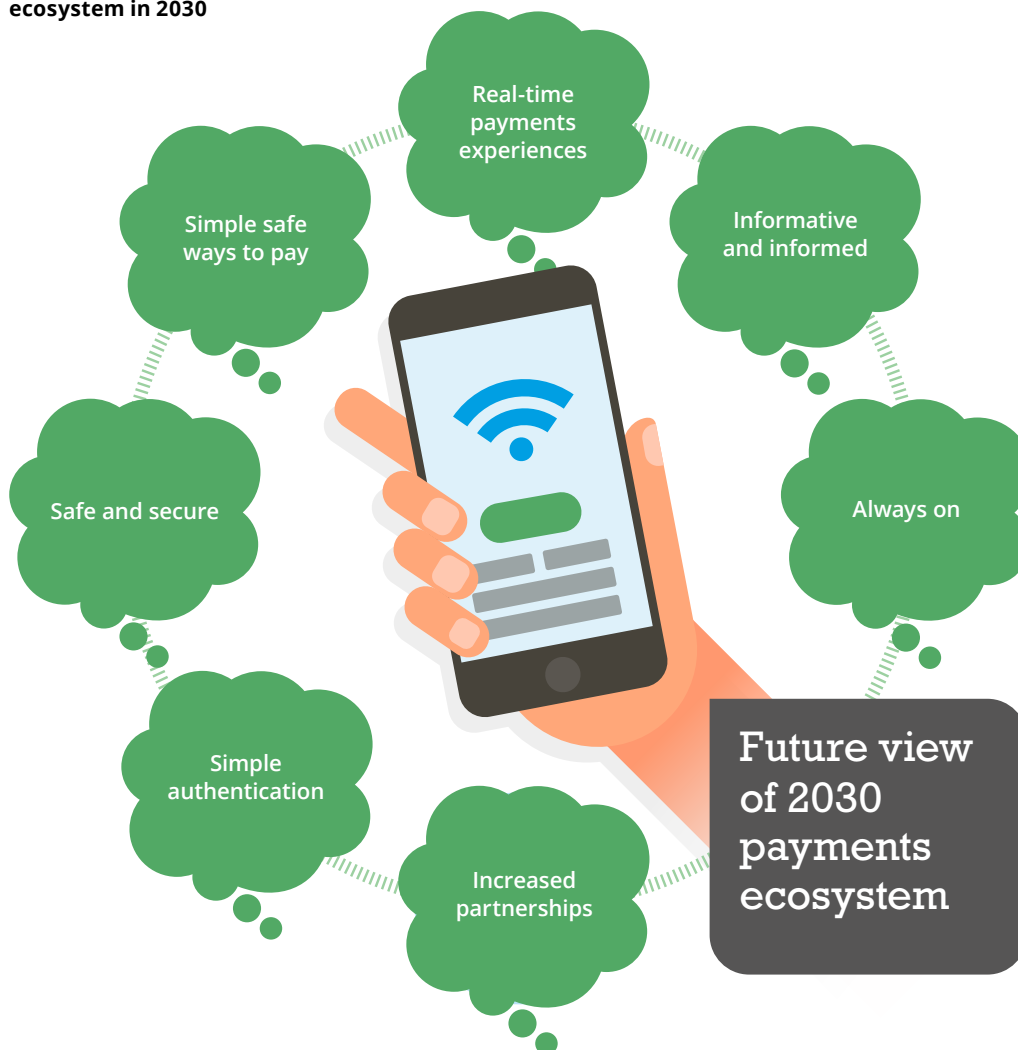 ecosystem in 2030
Real-time
payments
experiences
Simple safe
ways to pay
Informative
and informed
Safe and secure
Always on
Simple
authentication
Future view
of 2030
payments
ecosystem
Increased
partnerships